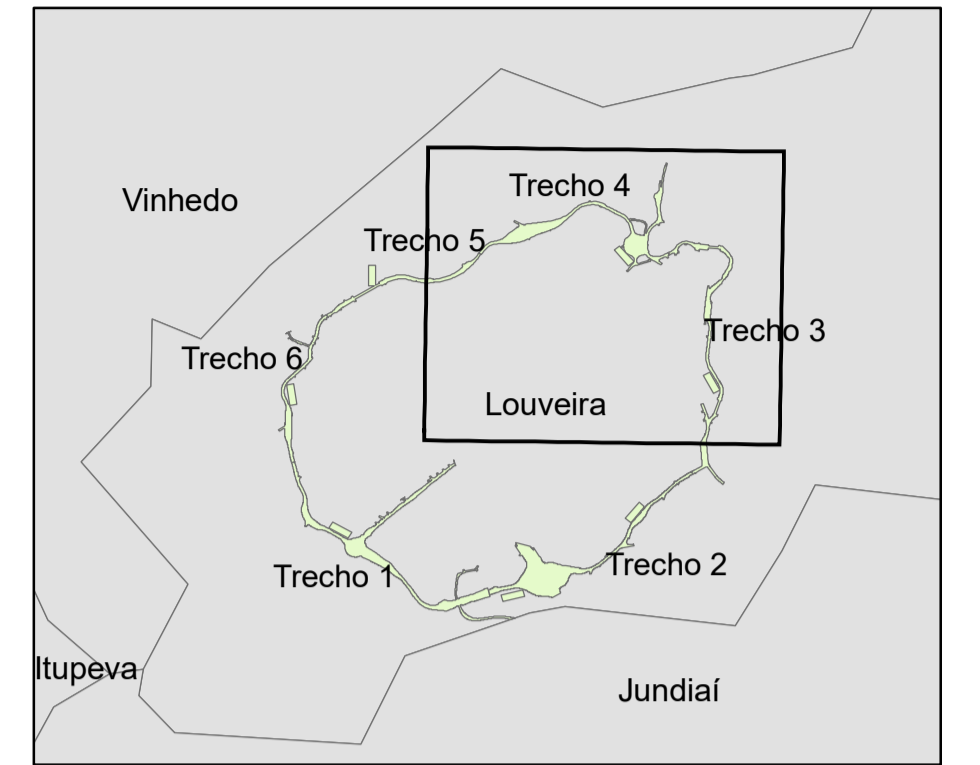 Trecho 4
Vinhedo
Trecho 5
Trecho 3
Trecho 6
Louveira
Trecho 2
Trecho 1
Itupeva
Jundiaí